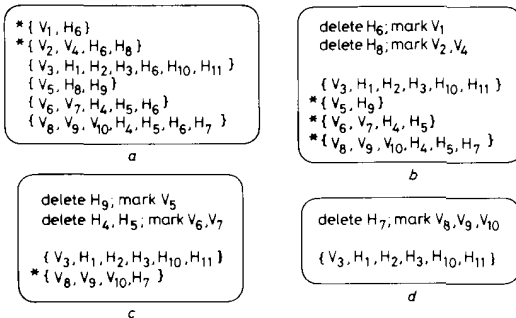 * { V1, H6 }
* { V2, V4, H6, H8 }
{ V3, H1, H2, H3, H6, H10, H11 }
{ V5, H8, H9 }
{ V6, V7, H4, H5, H6 }
{ V8, V9, V10, H4, H5, H6, H7 }
a
delete H6; mark V1
delete H8; mark V2, V4
{ V3, H1, H2, H3, H10, H11 }
* { V5, H9 }
* { V6, V7, H4, H5 }
* { V8, V9, V10, H4, H5, H7 }
b
delete H9; mark V5
delete H4, H5; mark V6, V7
{ V3, H1, H2, H3, H10, H11 }
* { V8, V9, V10, H7 }
c
delete H7; mark V8, V9, V10
{ V3, H1, H2, H3, H10, H11 }
d